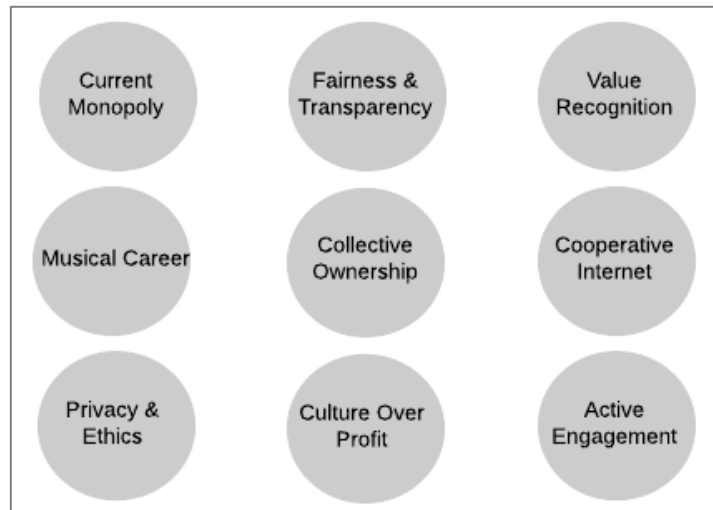 Current
Monopoly
Fairness &
Transparency
Value
Recognition
Musical Career
Collective
Ownership
Cooperative
Internet
Privacy &
Ethics
Culture Over
Profit
Active
Engagement